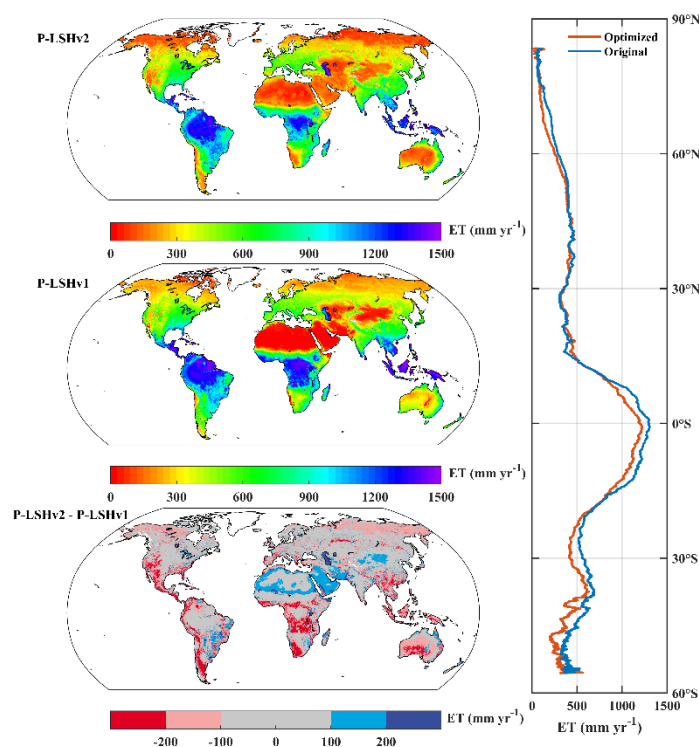 P-LSHv2
ET (mm yr⁻¹)
0 300 600 900 1200 1500
P-LSHv1
ET (mm yr⁻¹)
0 300 600 900 1200 1500
P-LSHv2 - P-LSHv1
ET (mm yr⁻¹)
-200 -100 0 100 200
Optimized
Original
90°N
60°S
30°S
0°S
30°S
60°S
0 500 1000 1500
ET (mm yr⁻¹)